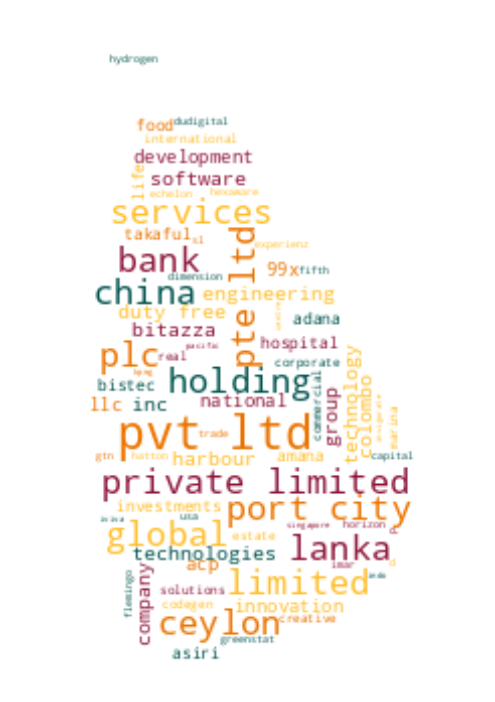 hydrogen
food dudigital
international
development
life software
echelon hexaware
services
takaful sl
experienz
bank pte ltd
99x fifth
dimension
china engineering
duty free adana
bitazza hospital
pacific
plc real corporate
bistec holding commercial technology
llc inc national group colombo
marina
pvt ltd
trade
gtn hatton harbour amana capital
private limited
investments port city
usa singapore horizon
global estate
technologies lanka
acp imar
flemingo company solutions limited
codegen innovation
ceylon creative
greenstat
asiri